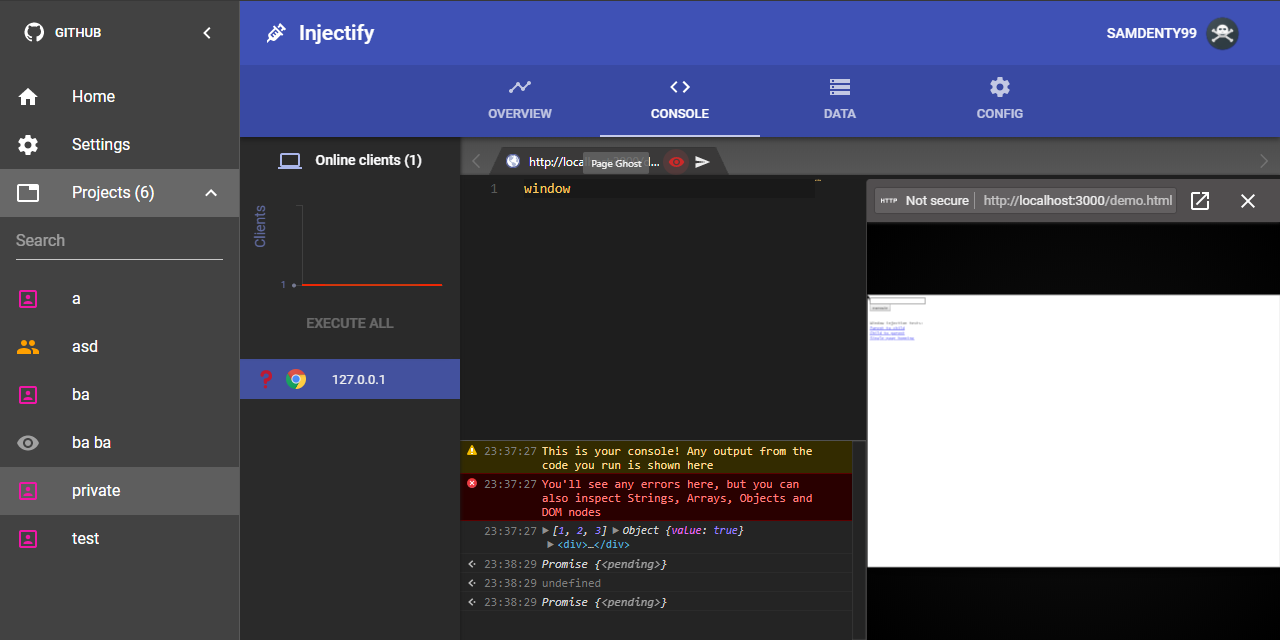 GITHUB
Injectify
SAMDENTY99
Home
Settings
Projects (6)
Search
a
asd
ba
ba ba
private
test
OVERVIEW
CONSOLE
DATA
CONFIG
Online clients (1)
Clients
1
EXECUTE ALL
127.0.0.1
http://loca
Page Ghost
...
1 window
HTTP Not secure http://localhost:3000/demo.html
23:37:27 This is your console! Any output from the
code you run is shown here
23:37:27 You'll see any errors here, but you can
also inspect Strings, Arrays, Objects and
DOM nodes
23:37:27 [1, 2, 3] Object {value: true}
<div>…</div>
23:38:29 Promise {<pending>}
23:38:29 undefined
23:38:29 Promise {<pending>}